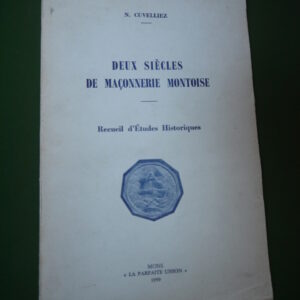 N. CUVELLIEZ
DEUX SIÈCLES
DE MAÇONNERIE MONTOISE
Recueil d'Études Historiques
MONS
« LA PARFAITE UNION »